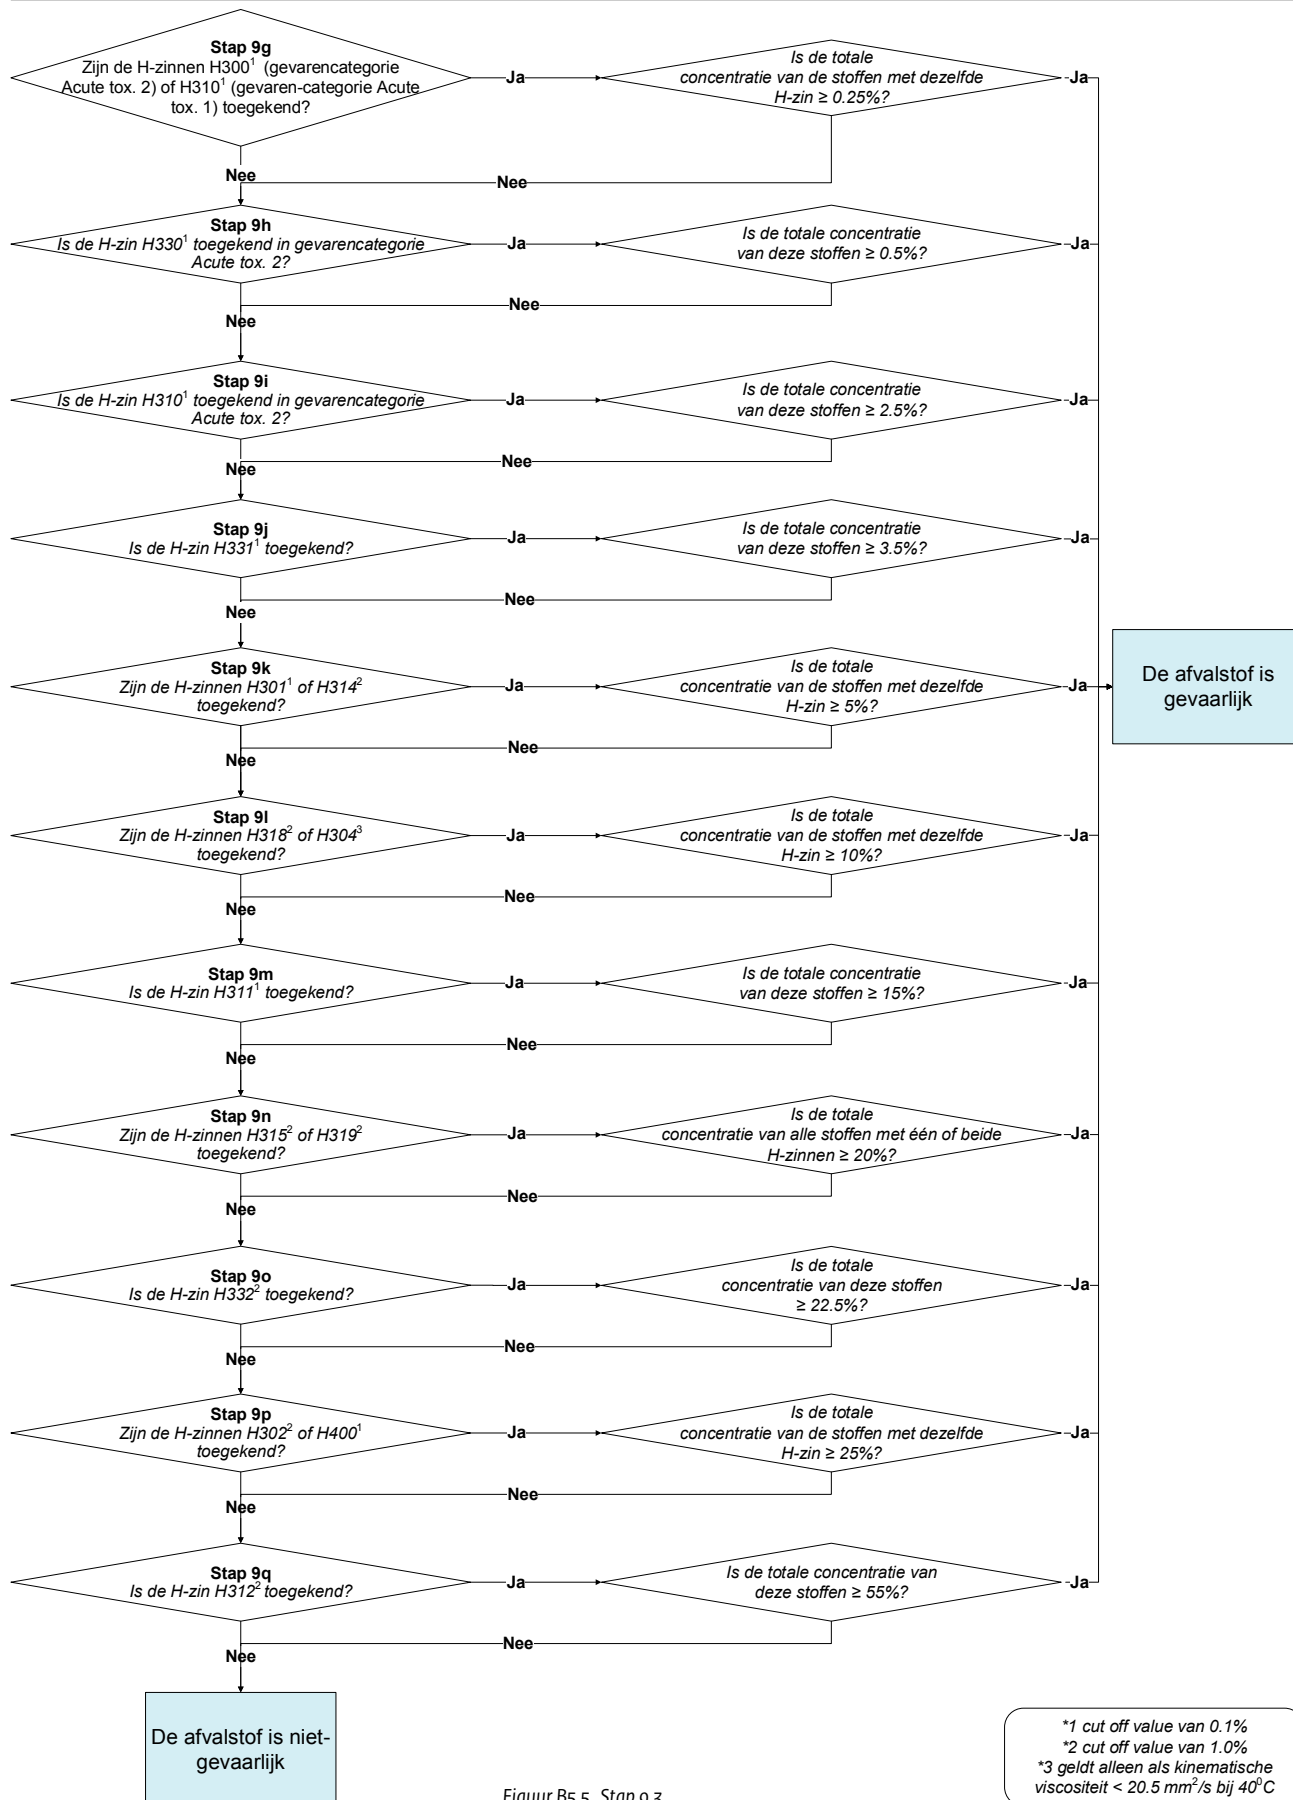 Stap 9g
Zijn de H-zinnen H300¹ (gevarencategorie
Acute tox. 2) of H310¹ (gevaren-categorie Acute
tox. 1) toegekend?
Ja
Is de totale
concentratie van de stoffen met dezelfde
H-zin ≥ 0.25%?
Ja
Nee
Nee
Stap 9h
Is de H-zin H330¹ toegekend in gevarencategorie
Acute tox. 2?
Ja
Is de totale concentratie
van deze stoffen ≥ 0.5%?
Ja
Nee
Nee
Stap 9i
Is de H-zin H310¹ toegekend in gevarencategorie
Acute tox. 2?
Ja
Is de totale concentratie
van deze stoffen ≥ 2.5%?
Ja
Nee
Nee
Stap 9j
Is de H-zin H331¹ toegekend?
Ja
Is de totale concentratie
van deze stoffen ≥ 3.5%?
Ja
Nee
Nee
Stap 9k
Zijn de H-zinnen H301¹ of H314²
toegekend?
Ja
Is de totale
concentratie van de stoffen met dezelfde
H-zin ≥ 5%?
Ja
De afvalstof is
gevaarlijk
Nee
Nee
Stap 9l
Zijn de H-zinnen H318² of H304³
toegekend?
Ja
Is de totale
concentratie van de stoffen met dezelfde
H-zin ≥ 10%?
Ja
Nee
Nee
Stap 9m
Is de H-zin H311¹ toegekend?
Ja
Is de totale concentratie
van deze stoffen ≥ 15%?
Ja
Nee
Nee
Stap 9n
Zijn de H-zinnen H315² of H319²
toegekend?
Ja
Is de totale
concentratie van alle stoffen met één of beide
H-zinnen ≥ 20%?
Ja
Nee
Nee
Stap 9o
Is de H-zin H332² toegekend?
Ja
Is de totale
concentratie van deze stoffen
≥ 22.5%?
Ja
Nee
Nee
Stap 9p
Zijn de H-zinnen H302² of H400¹
toegekend?
Ja
Is de totale
concentratie van de stoffen met dezelfde
H-zin ≥ 25%?
Ja
Nee
Nee
Stap 9q
Is de H-zin H312² toegekend?
Ja
Is de totale concentratie van
deze stoffen ≥ 55%?
Ja
Nee
Nee
De afvalstof is niet-
gevaarlijk
*1 cut off value van 0.1%
*2 cut off value van 1.0%
*3 geldt alleen als kinematische
viscositeit < 20.5 mm²/s bij 40⁰C
Figuur B5.5 Stap 9.3